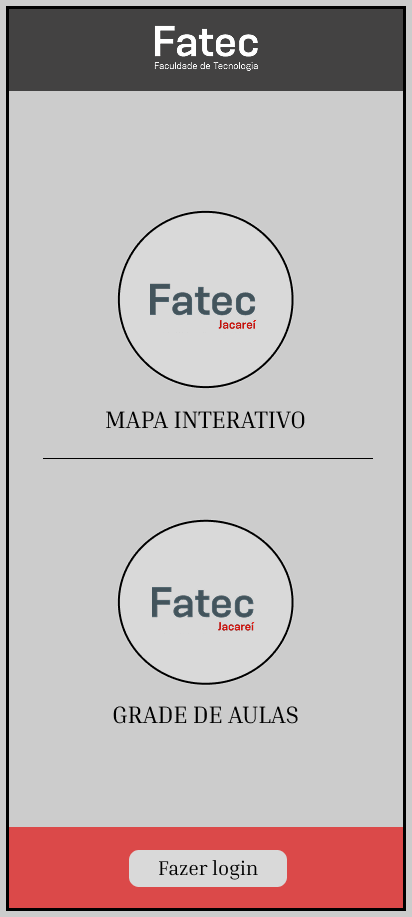 Fatec
Faculdade de Tecnologia
Fatec
Jacareí
MAPA INTERATIVO
Fatec
Jacareí
GRADE DE AULAS
Fazer login